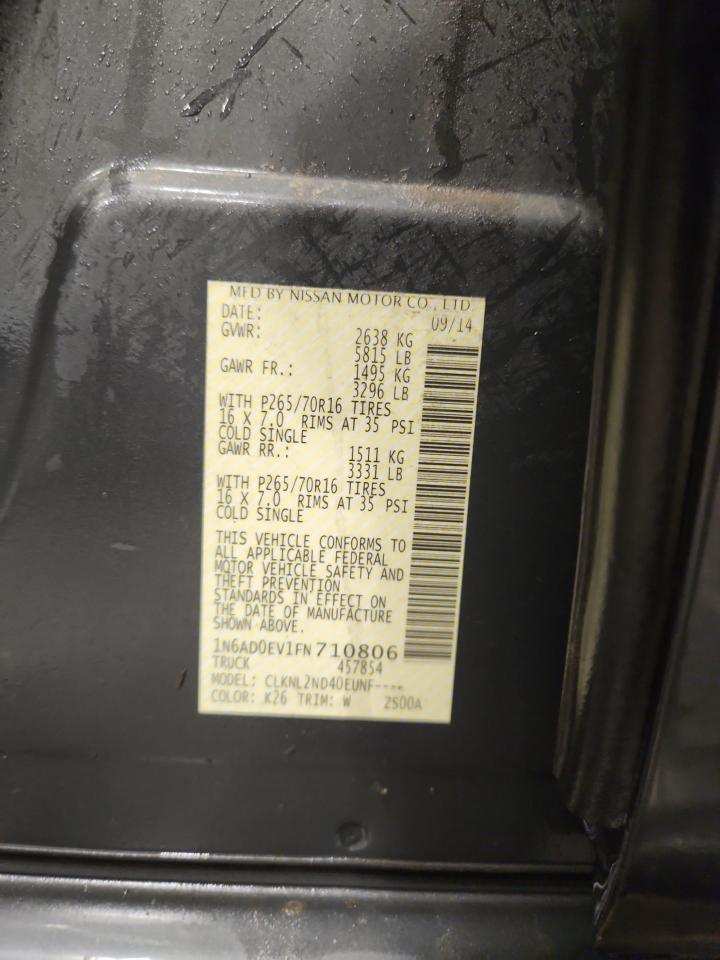 MFD BY NISSAN MOTOR CO., LTD
DATE: 09/14
GVWR: 2638 KG
5815 LB
GAWR FR.: 1495 KG
3296 LB
WITH P265/70R16 TIRES
16 X 7.0 RIMS AT 35 PSI
COLD SINGLE
GAWR RR.: 1511 KG
3331 LB
WITH P265/70R16 TIRES
16 X 7.0 RIMS AT 35 PSI
COLD SINGLE
THIS VEHICLE CONFORMS TO
ALL APPLICABLE FEDERAL
MOTOR VEHICLE SAFETY AND
THEFT PREVENTION
STANDARDS IN EFFECT ON
THE DATE OF MANUFACTURE
SHOWN ABOVE.
1N6AD0EV1FN 710806
TRUCK 457854
MODEL: CLKNL2ND40EUNF----
COLOR: K26 TRIM: W 2S00A